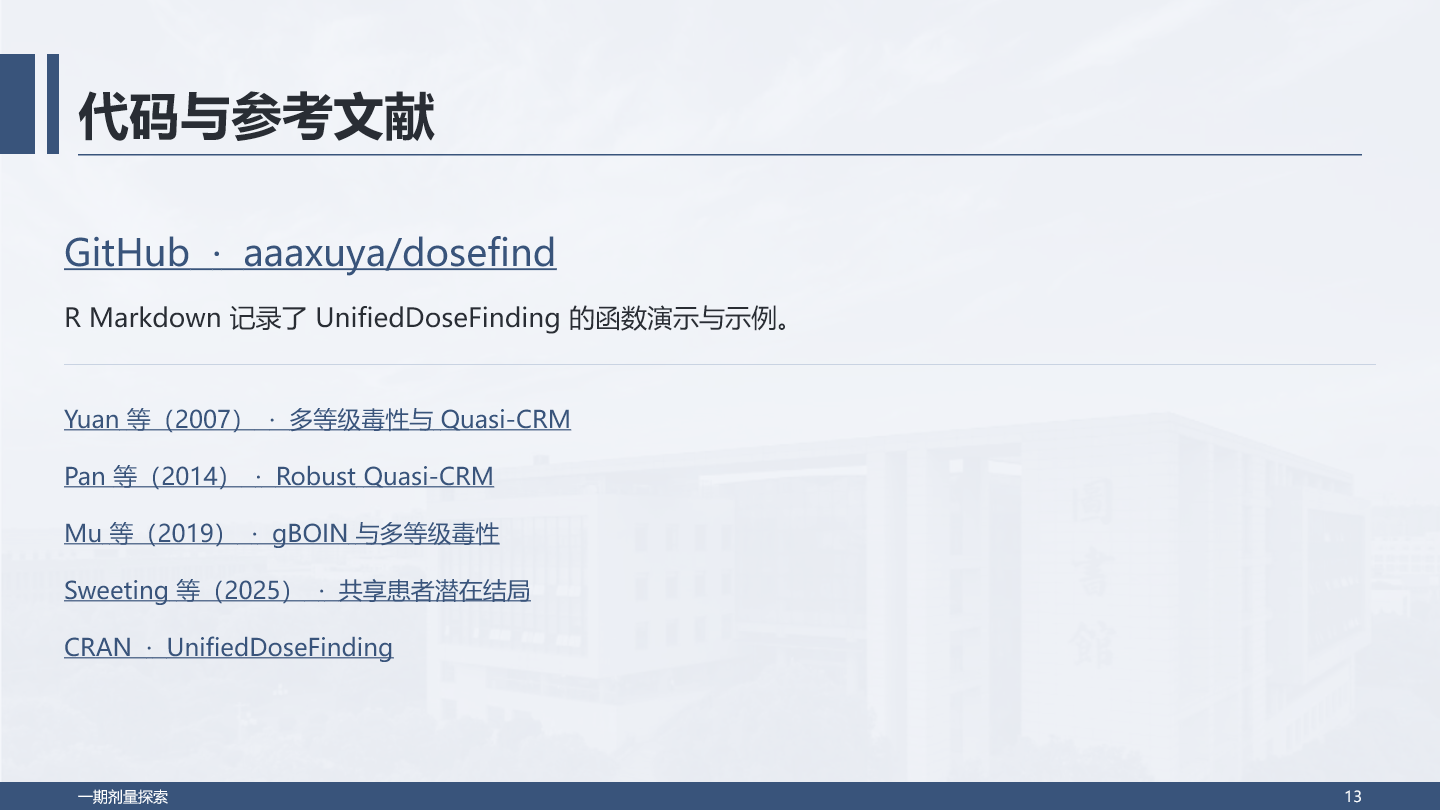 代码与参考文献
GitHub · aaaxuya/dosefind
R Markdown 记录了 UnifiedDoseFinding 的函数演示与示例。
Yuan 等（2007） · 多等级毒性与 Quasi-CRM
Pan 等（2014） · Robust Quasi-CRM
Mu 等（2019） · gBOIN 与多等级毒性
Sweeting 等（2025） · 共享患者潜在结局
CRAN · UnifiedDoseFinding
圖書館
一期剂量探索
13